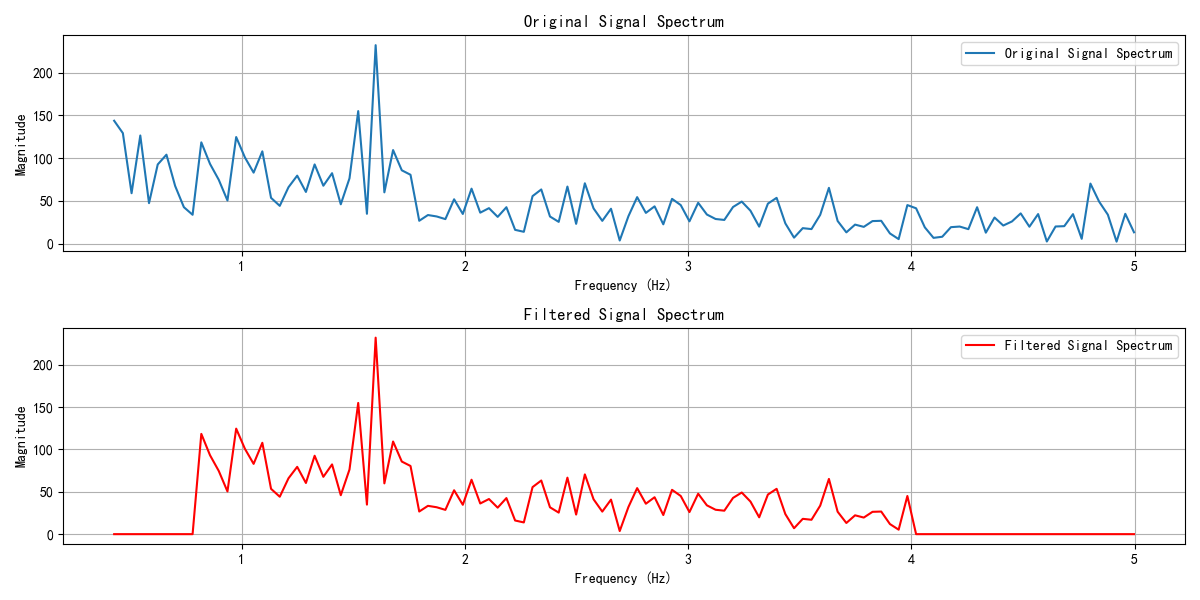 Original Signal Spectrum
Original Signal Spectrum
Magnitude
200
150
100
50
0
1 2 3 4 5
Frequency (Hz)
Filtered Signal Spectrum
Filtered Signal Spectrum
Magnitude
200
150
100
50
0
1 2 3 4 5
Frequency (Hz)